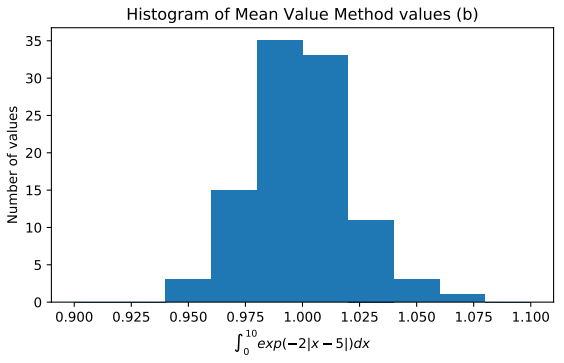 Histogram of Mean Value Method values (b)
Number of values
35
30
25
20
15
10
5
0
0.900 0.925 0.950 0.975 1.000 1.025 1.050 1.075 1.100
∫₀¹⁰ exp(−2|x − 5|)dx